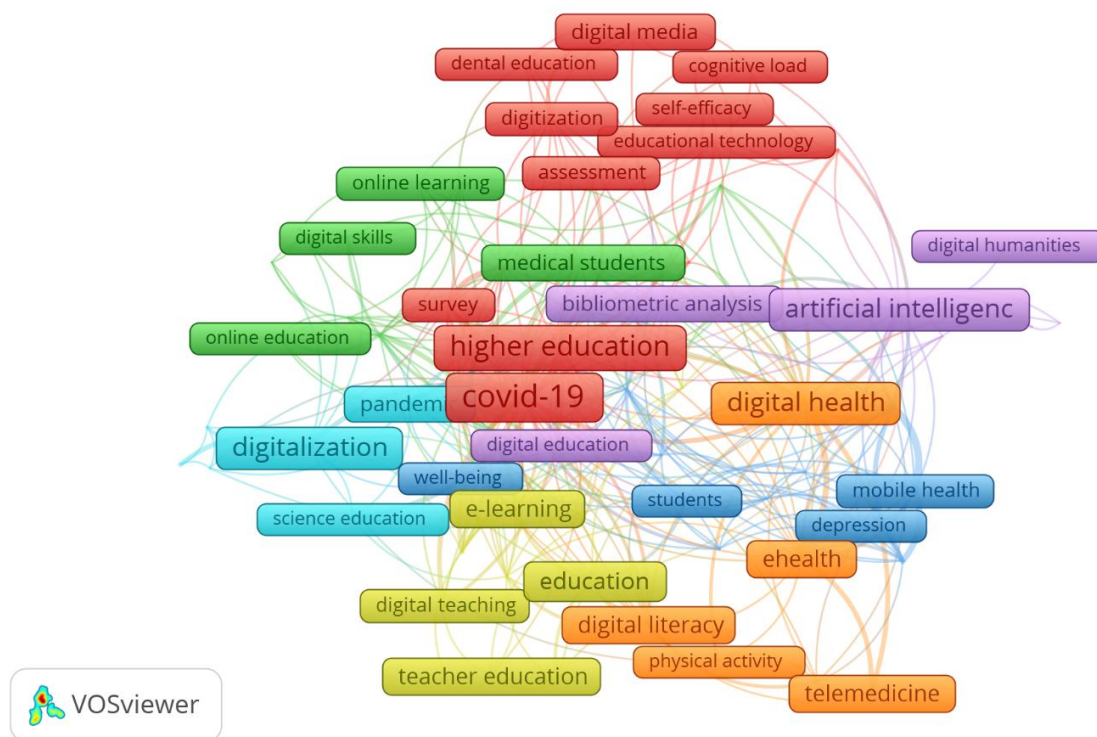 digital media
dental education
cognitive load
self-efficacy
digitization
educational technology
assessment
online learning
digital skills
digital humanities
medical students
survey
bibliometric analysis
artificial intelligenc
online education
higher education
covid-19
pandemi
digital health
digitalization
digital education
well-being
mobile health
students
e-learning
science education
depression
ehealth
education
digital teaching
digital literacy
physical activity
teacher education
telemedicine
VOSviewer